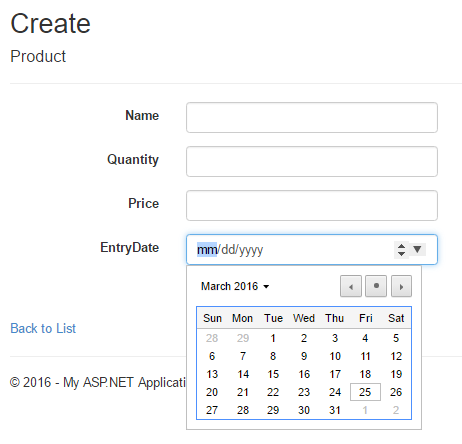 Create
Product
Name
Quantity
Price
EntryDate mm/dd/yyyy
March 2016
Sun Mon Tue Wed Thu Fri Sat
28 29 1 2 3 4 5
6 7 8 9 10 11 12
13 14 15 16 17 18 19
20 21 22 23 24 25 26
27 28 29 30 31 1 2
Back to List
© 2016 - My ASP.NET Applicati